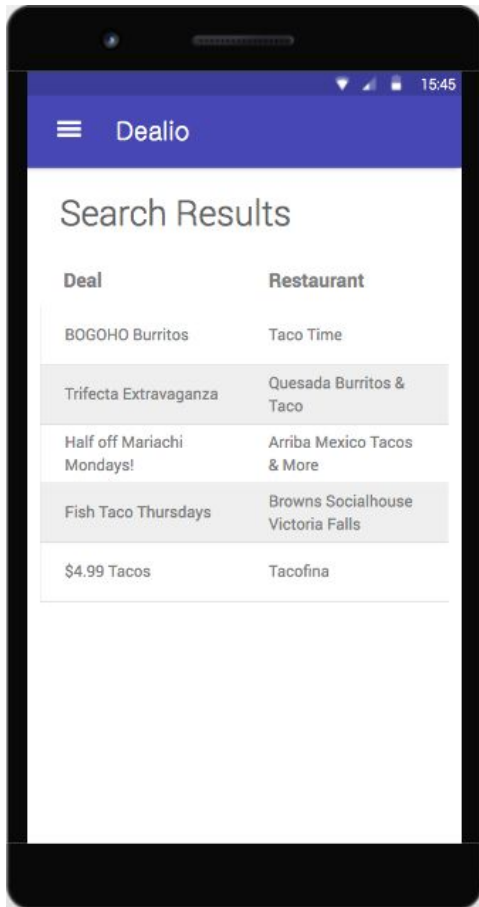 15:45
Dealio
Search Results
Deal Restaurant
BOGOHO Burritos Taco Time
Trifecta Extravaganza Quesada Burritos &
Taco
Half off Mariachi Arriba Mexico Tacos
Mondays! & More
Fish Taco Thursdays Browns Socialhouse
Victoria Falls
$4.99 Tacos Tacofina